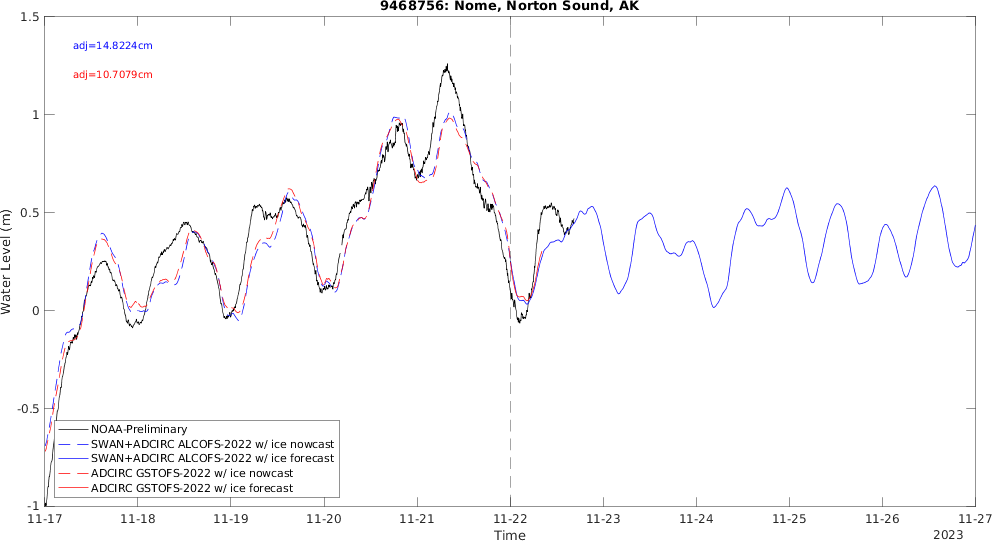 9468756: Nome, Norton Sound, AK
1.5
adj=14.8224cm
adj=10.7079cm
1
0.5
0
-0.5
-1
Water Level (m)
NOAA-Preliminary
SWAN+ADCIRC ALCOFS-2022 w/ ice nowcast
SWAN+ADCIRC ALCOFS-2022 w/ ice forecast
ADCIRC GSTOFS-2022 w/ ice nowcast
ADCIRC GSTOFS-2022 w/ ice forecast
11-17 11-18 11-19 11-20 11-21 11-22 11-23 11-24 11-25 11-26 11-27
Time
2023